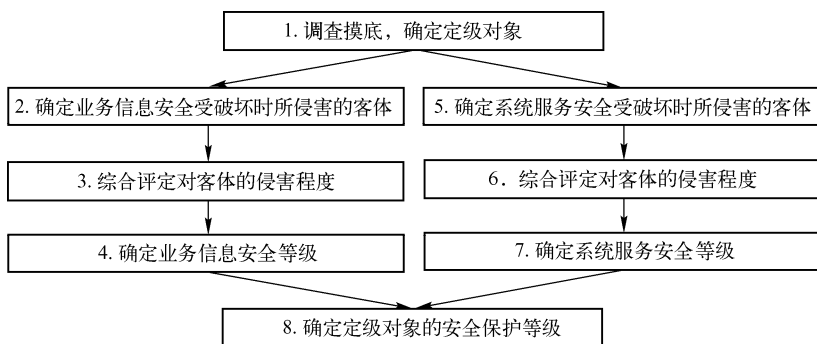 1. 调查摸底，确定定级对象
2. 确定业务信息安全受破坏时所侵害的客体
3. 综合评定对客体的侵害程度
4. 确定业务信息安全等级
5. 确定系统服务安全受破坏时所侵害的客体
6．综合评定对客体的侵害程度
7. 确定系统服务安全等级
8. 确定定级对象的安全保护等级